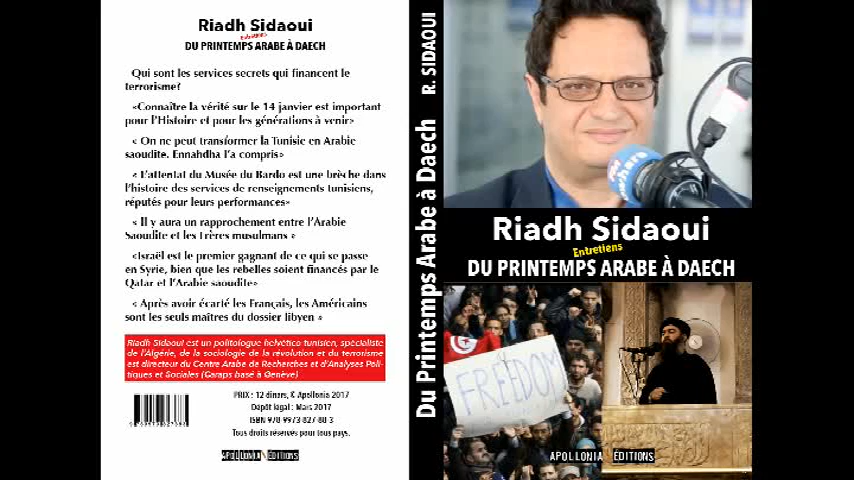 Riadh Sidaoui
Entretiens
DU PRINTEMPS ARABE À DAECH
Qui sont les services secrets qui financent le
terrorisme?
«Connaître la vérité sur le 14 janvier est important
pour l'Histoire et pour les générations à venir»
« On ne peut transformer la Tunisie en Arabie
saoudite. Ennahdha l'a compris»
« L'attentat du Musée du Bardo est une brèche dans
l'histoire des services de renseignements tunisiens,
réputés pour leurs performances»
« Il y aura un rapprochement entre l'Arabie
Saoudite et les Frères musulmans »
«Israël est le premier gagnant de ce qui se passe
en Syrie, bien que les rebelles soient financés par le
Qatar et l'Arabie saoudite»
« Après avoir écarté les Français, les Américains
sont les seuls maîtres du dossier libyen »
Riadh Sidaoui est un politologue helvético tunisien, spécialiste
de l'Algérie, de la sociologie de la révolution et du terrorisme
est directeur du Centre Arabe de Recherches et d'Analyses Poli-
tiques et Sociales (Caraps basé à Genève)
PRIX : 12 dinars, © Apollonia 2017
Dépôt légal : Mars 2017
ISBN 978-9973-827-88-3
Tous droits réservés pour tous pays.
APOLLONIA ÉDITIONS
Du Printemps Arabe à Daech R. SIDAOUI
Riadh Sidaoui
Entretiens
DU PRINTEMPS ARABE À DAECH
FREEDOM
APOLLONIA ÉDITIONS